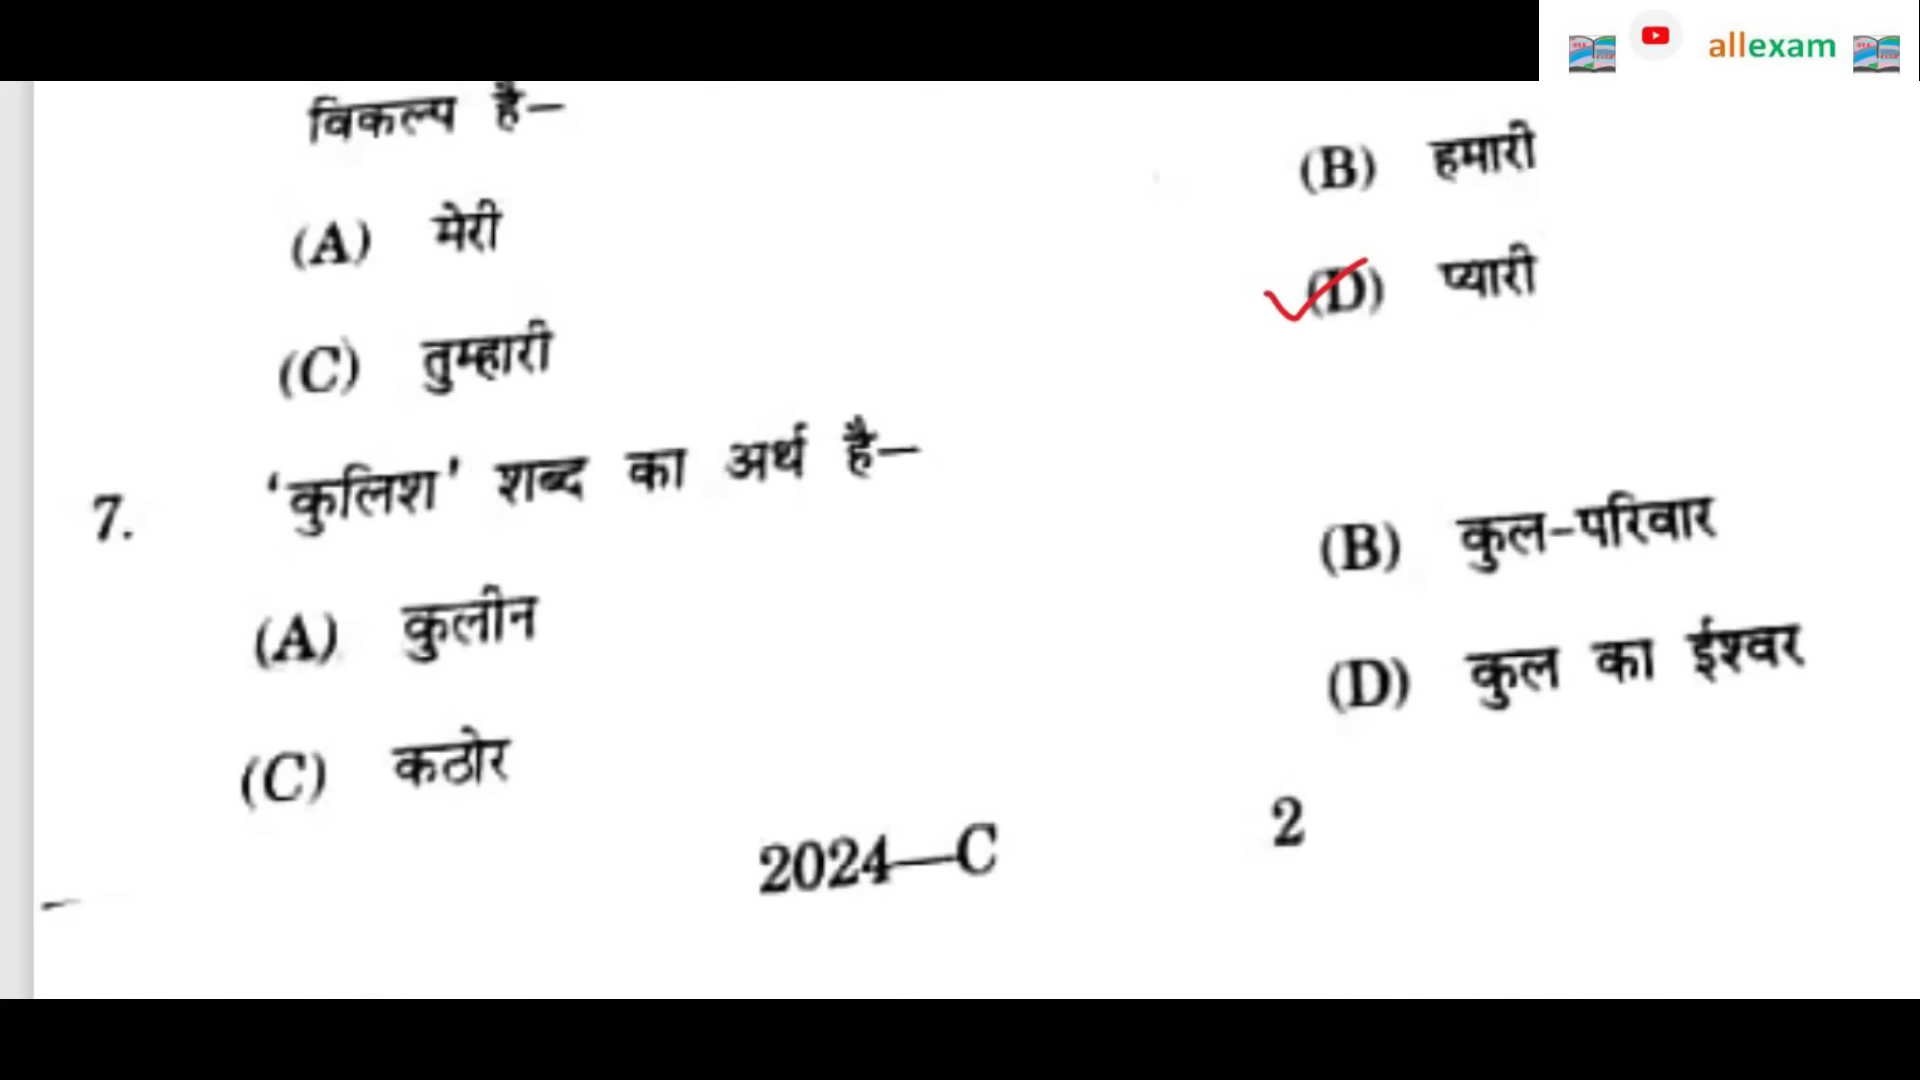 allexam
विकल्प है—
(A) मेरी
(B) हमारी
(C) तुम्हारी
(D) प्यारी
7. 'कुलिश' शब्द का अर्थ है—
(A) कुलीन
(B) कुल-परिवार
(C) कठोर
(D) कुल का ईश्वर
2024—C
2